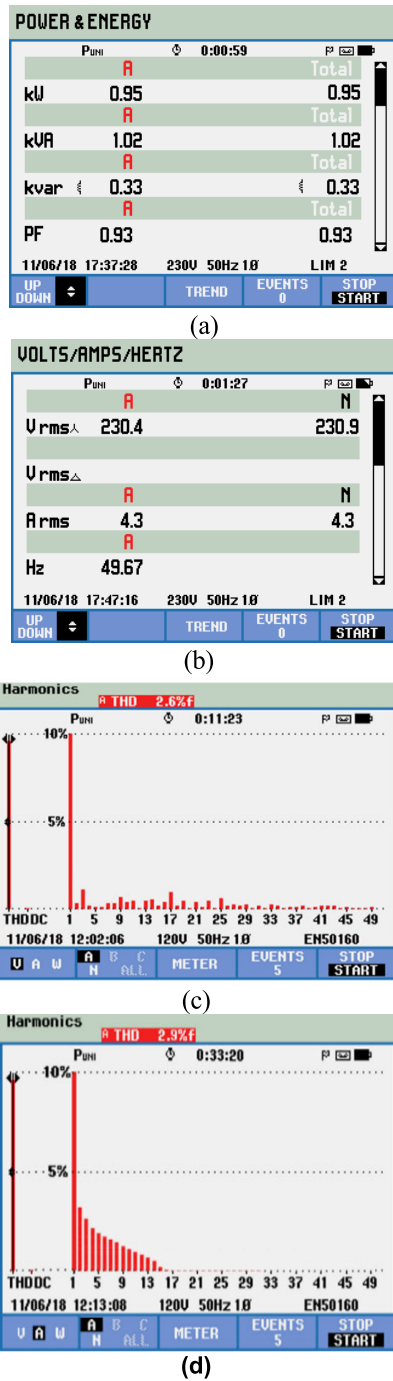 POWER & ENERGY
PUNI 0:00:59
A Total
kW 0.95 0.95
A Total
kVA 1.02 1.02
A Total
kvar 0.33 0.33
A Total
PF 0.93 0.93
11/06/18 17:37:28 230V 50Hz 1Ø LIM 2
UP DOWN TREND EVENTS 0 STOP START
(a)
VOLTS/AMPS/HERTZ
PUNI 0:01:27
A N
Vrms 230.4 230.9
Vrms
A N
Arms 4.3 4.3
A
Hz 49.67
11/06/18 17:47:16 230V 50Hz 1Ø LIM 2
UP DOWN TREND EVENTS 0 STOP START
(b)
Harmonics
A THD 2.6%f
PUNI 0:11:23
10%
5%
THDDC 1 5 9 13 17 21 25 29 33 37 41 45 49
11/06/18 12:02:06 120V 50Hz 1Ø EN50160
V A W A B C N ALL METER EVENTS 5 STOP START
(c)
Harmonics
A THD 2.9%f
PUNI 0:33:20
10%
5%
THDDC 1 5 9 13 17 21 25 29 33 37 41 45 49
11/06/18 12:13:08 120V 50Hz 1Ø EN50160
V A W A B C N ALL METER EVENTS 5 STOP START
(d)